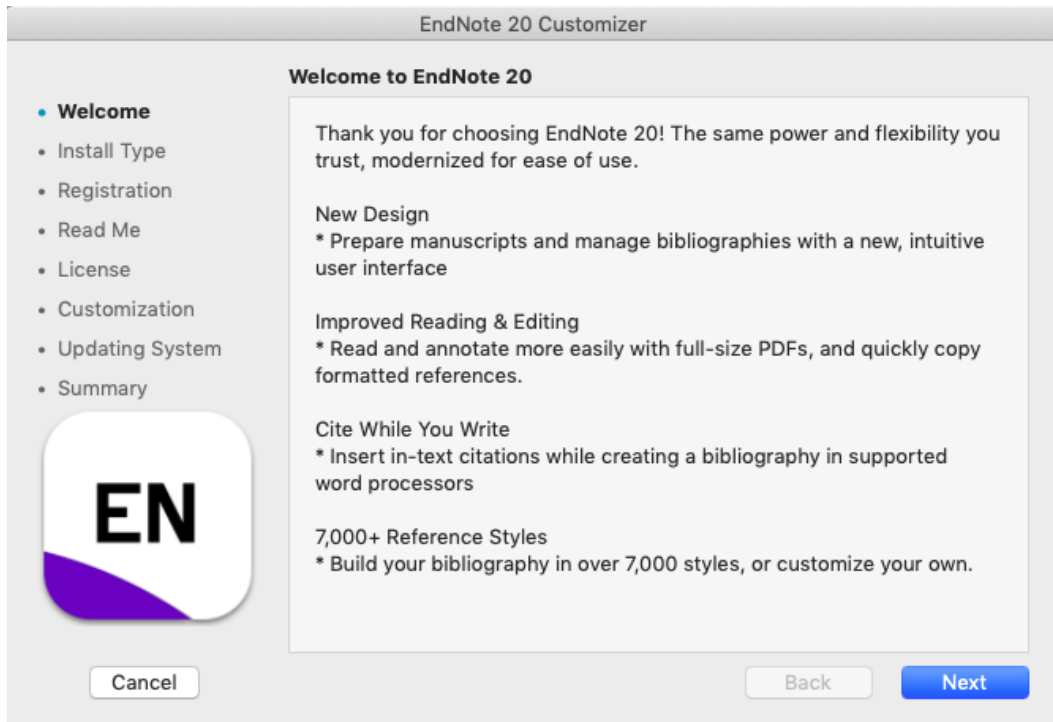 EndNote 20 Customizer
Welcome to EndNote 20
• Welcome
• Install Type
• Registration
• Read Me
• License
• Customization
• Updating System
• Summary
EN
Thank you for choosing EndNote 20! The same power and flexibility you
trust, modernized for ease of use.
New Design
* Prepare manuscripts and manage bibliographies with a new, intuitive
user interface
Improved Reading & Editing
* Read and annotate more easily with full-size PDFs, and quickly copy
formatted references.
Cite While You Write
* Insert in-text citations while creating a bibliography in supported
word processors
7,000+ Reference Styles
* Build your bibliography in over 7,000 styles, or customize your own.
Cancel
Back
Next